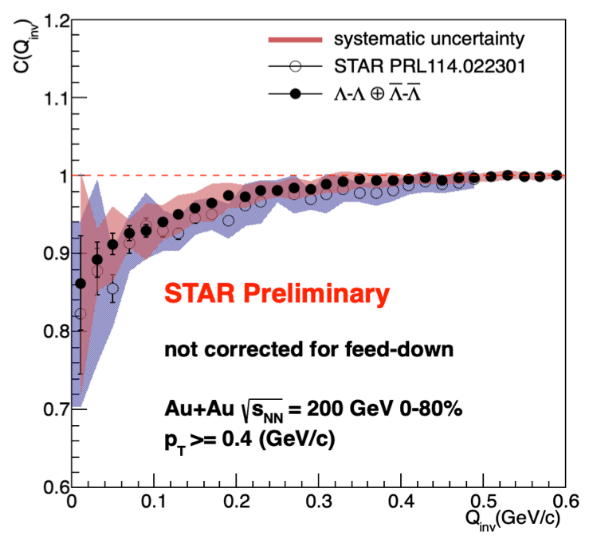 1.2
C(Q_inv)
systematic uncertainty
STAR PRL114.022301
Λ-Λ ⊕ Λ̅-Λ̅
1.1
1
0.9
STAR Preliminary
0.8
not corrected for feed-down
0.7
Au+Au √s_NN = 200 GeV 0-80%
p_T >= 0.4 (GeV/c)
0.6
0 0.1 0.2 0.3 0.4 0.5 0.6
Q_inv(GeV/c)